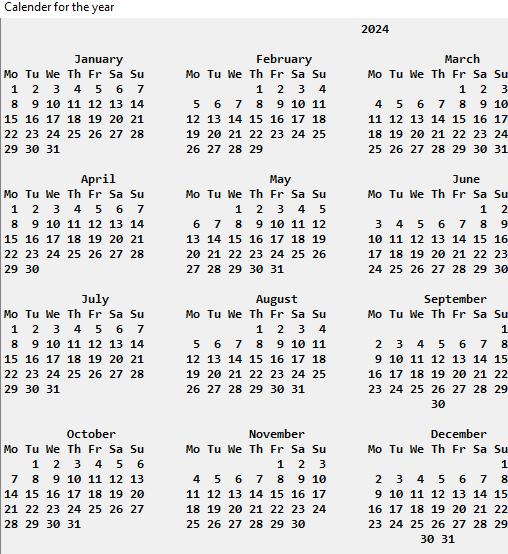 Calender for the year
2024
January February March
Mo Tu We Th Fr Sa Su Mo Tu We Th Fr Sa Su Mo Tu We Th Fr Sa Su
1 2 3 4 5 6 7 1 2 3 4 1 2 3
8 9 10 11 12 13 14 5 6 7 8 9 10 11 4 5 6 7 8 9 10
15 16 17 18 19 20 21 12 13 14 15 16 17 18 11 12 13 14 15 16 17
22 23 24 25 26 27 28 19 20 21 22 23 24 25 18 19 20 21 22 23 24
29 30 31 26 27 28 29 25 26 27 28 29 30 31
April May June
Mo Tu We Th Fr Sa Su Mo Tu We Th Fr Sa Su Mo Tu We Th Fr Sa Su
1 2 3 4 5 6 7 1 2 3 4 5 1 2
8 9 10 11 12 13 14 6 7 8 9 10 11 12 3 4 5 6 7 8 9
15 16 17 18 19 20 21 13 14 15 16 17 18 19 10 11 12 13 14 15 16
22 23 24 25 26 27 28 20 21 22 23 24 25 26 17 18 19 20 21 22 23
29 30 27 28 29 30 31 24 25 26 27 28 29 30
July August September
Mo Tu We Th Fr Sa Su Mo Tu We Th Fr Sa Su Mo Tu We Th Fr Sa Su
1 2 3 4 5 6 7 1 2 3 4 1
8 9 10 11 12 13 14 5 6 7 8 9 10 11 2 3 4 5 6 7 8
15 16 17 18 19 20 21 12 13 14 15 16 17 18 9 10 11 12 13 14 15
22 23 24 25 26 27 28 19 20 21 22 23 24 25 16 17 18 19 20 21 22
29 30 31 26 27 28 29 30 31 23 24 25 26 27 28 29
30
October November December
Mo Tu We Th Fr Sa Su Mo Tu We Th Fr Sa Su Mo Tu We Th Fr Sa Su
1 2 3 4 5 6 1 2 3 1
7 8 9 10 11 12 13 4 5 6 7 8 9 10 2 3 4 5 6 7 8
14 15 16 17 18 19 20 11 12 13 14 15 16 17 9 10 11 12 13 14 15
21 22 23 24 25 26 27 18 19 20 21 22 23 24 16 17 18 19 20 21 22
28 29 30 31 25 26 27 28 29 30 23 24 25 26 27 28 29
30 31